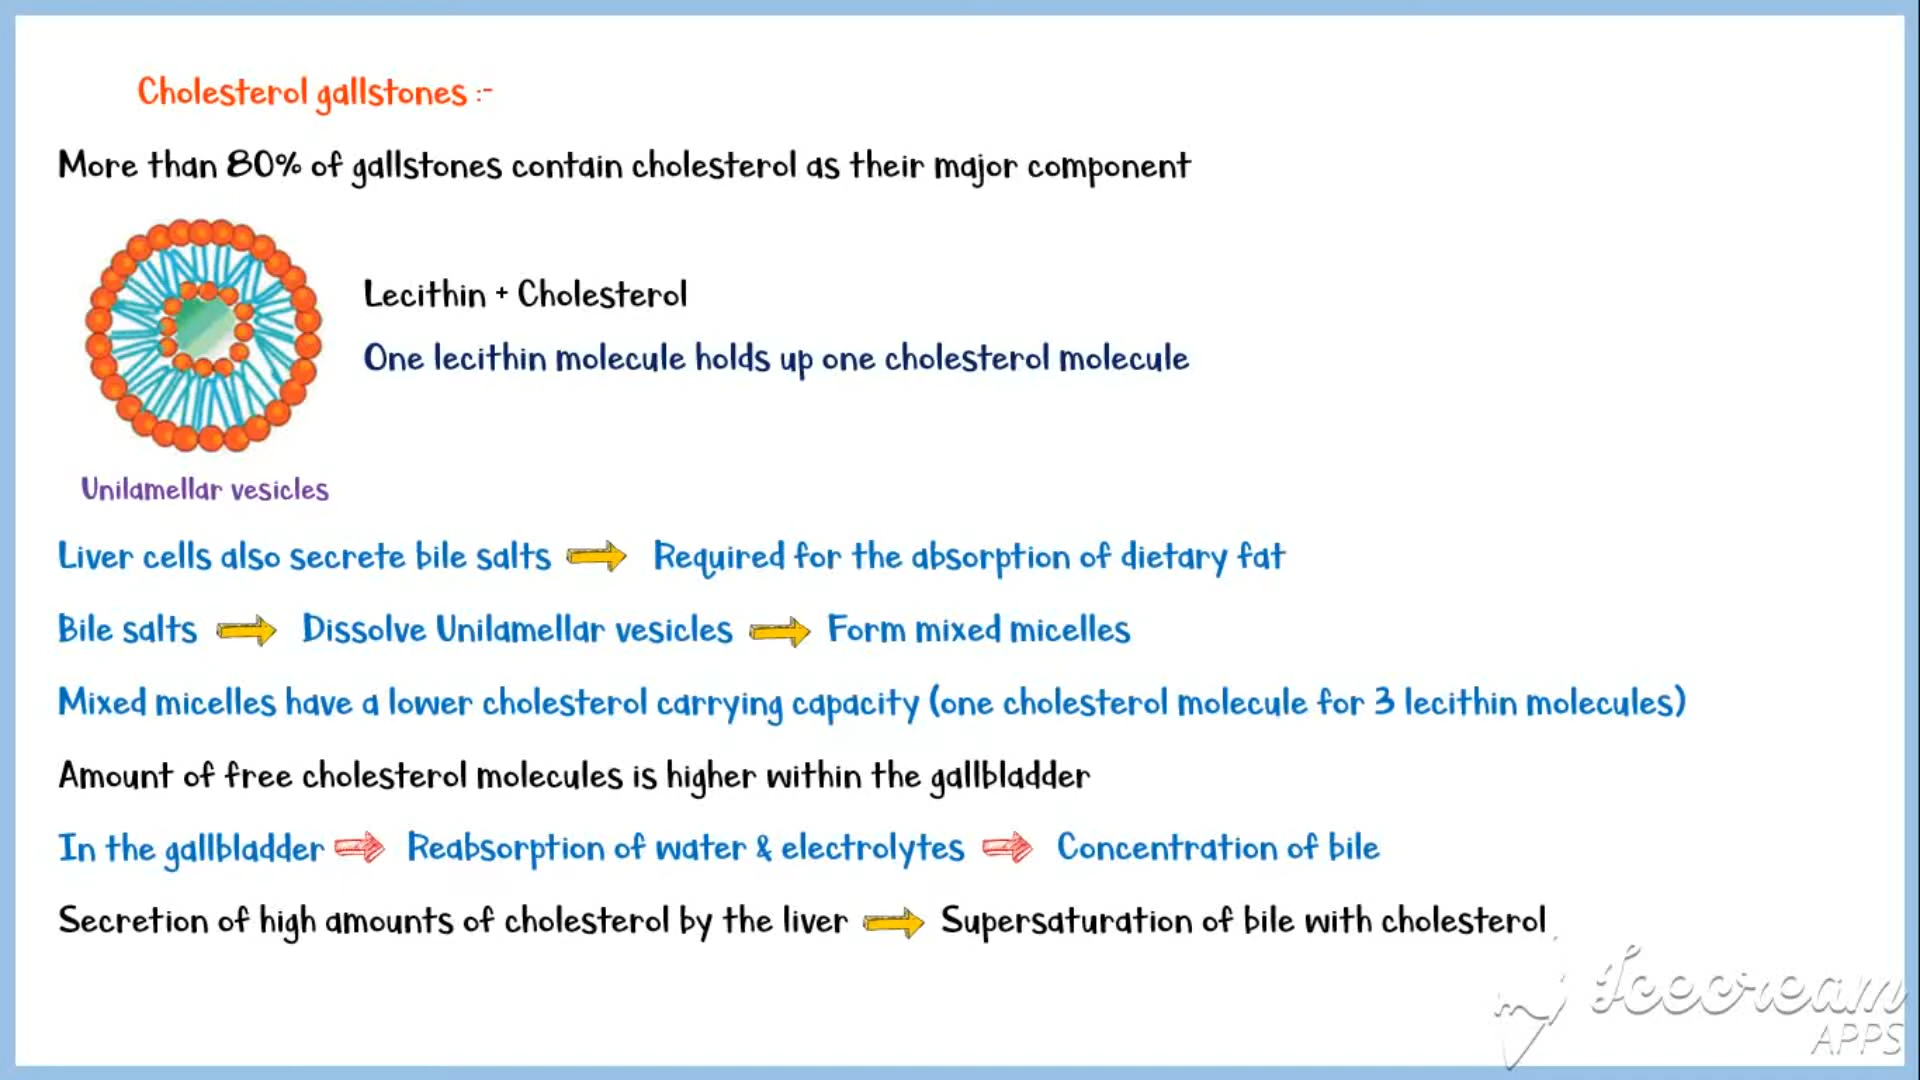 Cholesterol gallstones :-
More than 80% of gallstones contain cholesterol as their major component
Lecithin + Cholesterol
One lecithin molecule holds up one cholesterol molecule
Unilamellar vesicles
Liver cells also secrete bile salts Required for the absorption of dietary fat
Bile salts Dissolve Unilamellar vesicles Form mixed micelles
Mixed micelles have a lower cholesterol carrying capacity (one cholesterol molecule for 3 lecithin molecules)
Amount of free cholesterol molecules is higher within the gallbladder
In the gallbladder Reabsorption of water & electrolytes Concentration of bile
Secretion of high amounts of cholesterol by the liver Supersaturation of bile with cholesterol
Icecream
APPS